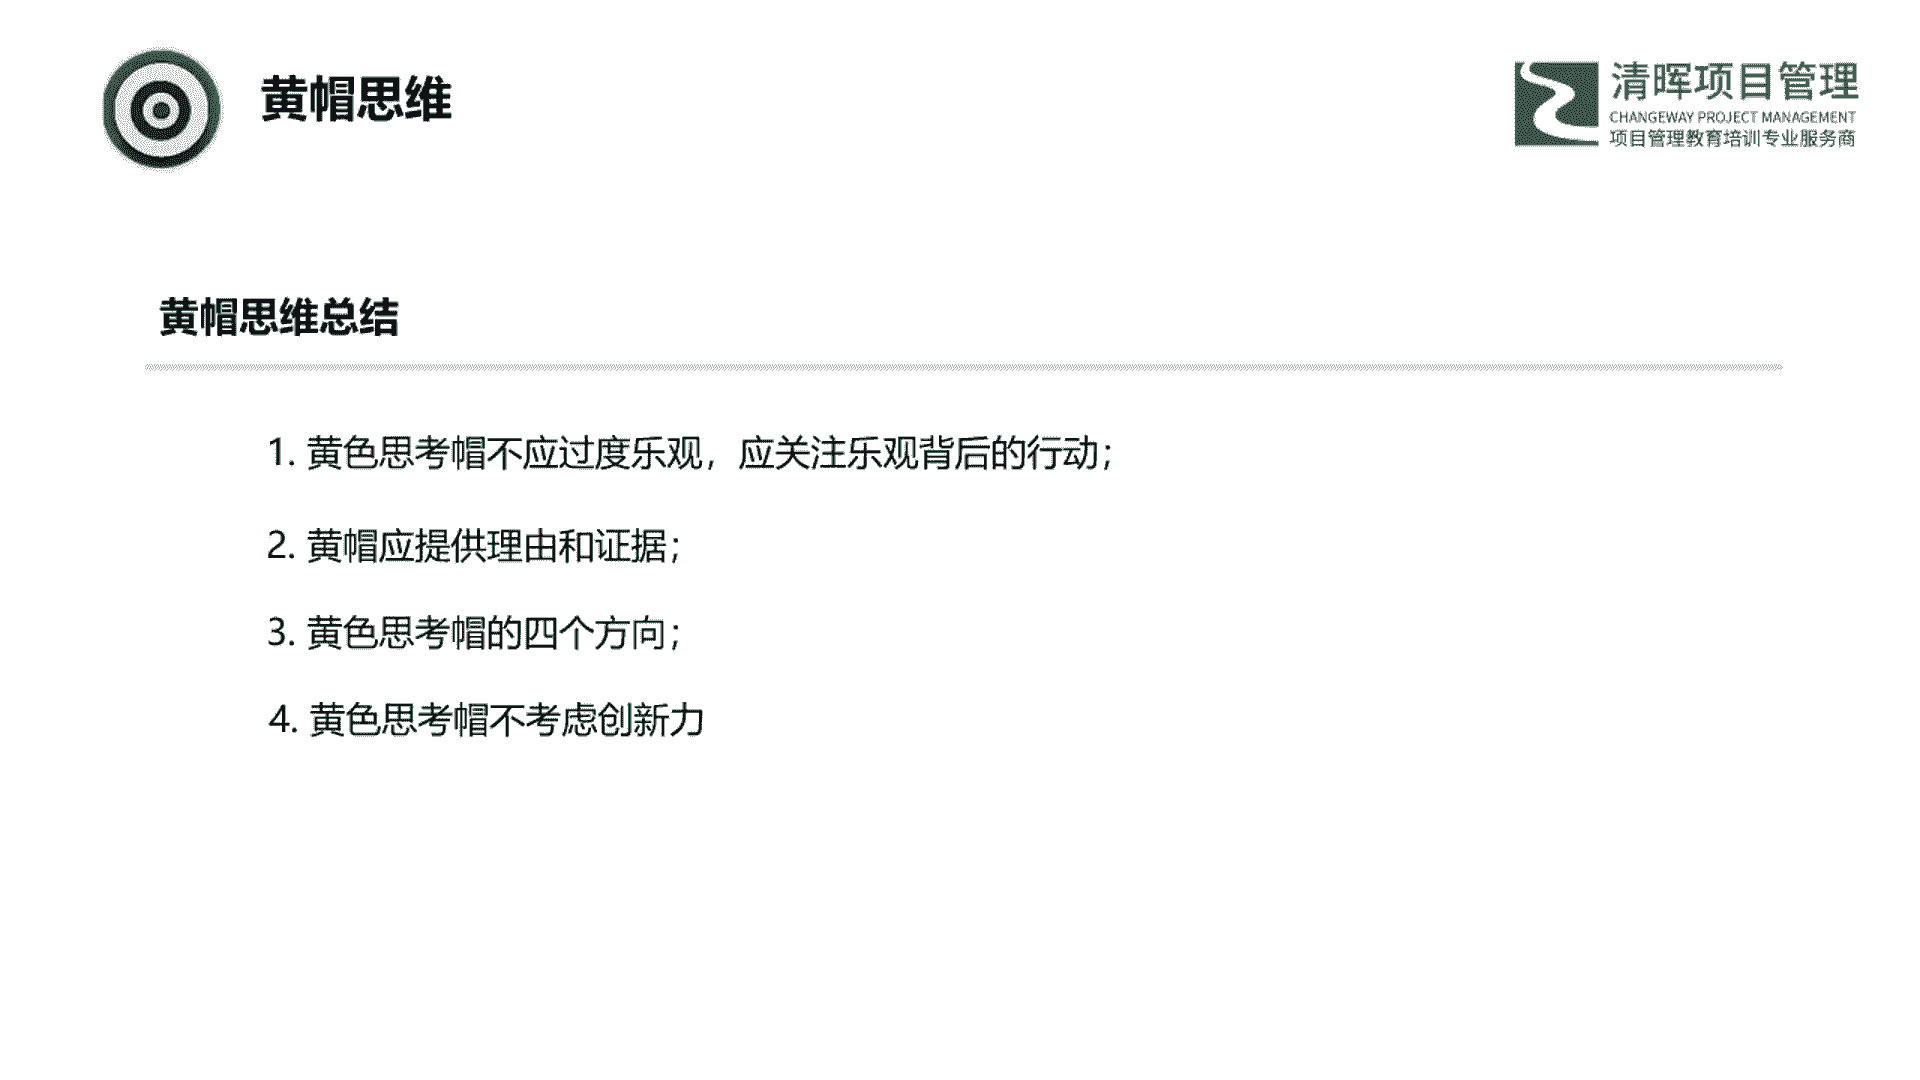 黄帽思维
清晖项目管理
CHANGEWAY PROJECT MANAGEMENT
项目管理教育培训专业服务商
黄帽思维总结
1. 黄色思考帽不应过度乐观，应关注乐观背后的行动；
2. 黄帽应提供理由和证据；
3. 黄色思考帽的四个方向；
4. 黄色思考帽不考虑创新力